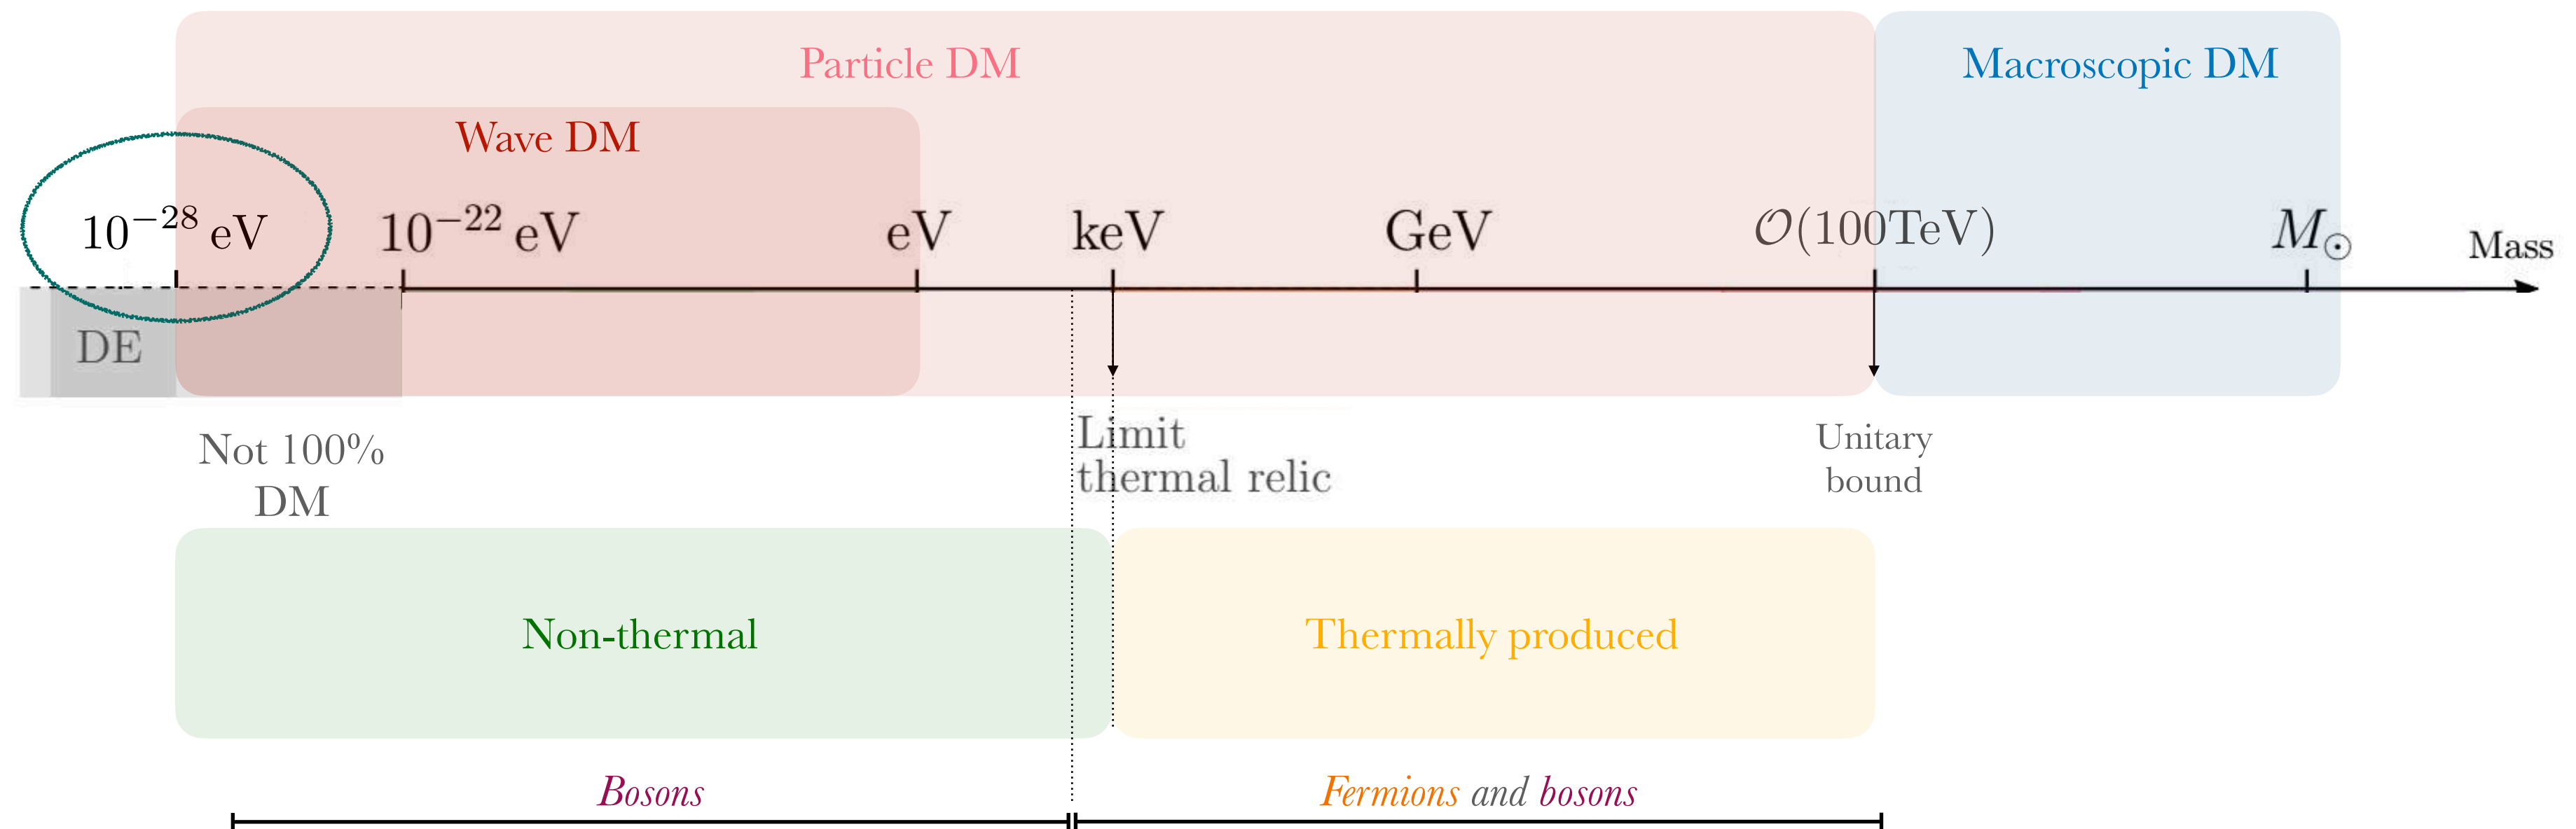 Particle DM
Macroscopic DM
Wave DM
10⁻²⁸ eV
10⁻²² eV
eV
keV
GeV
𝒪(100TeV)
M☉
Mass
DE
Not 100%
DM
Limit
thermal relic
Unitary
bound
Non-thermal
Thermally produced
Bosons
Fermions and bosons